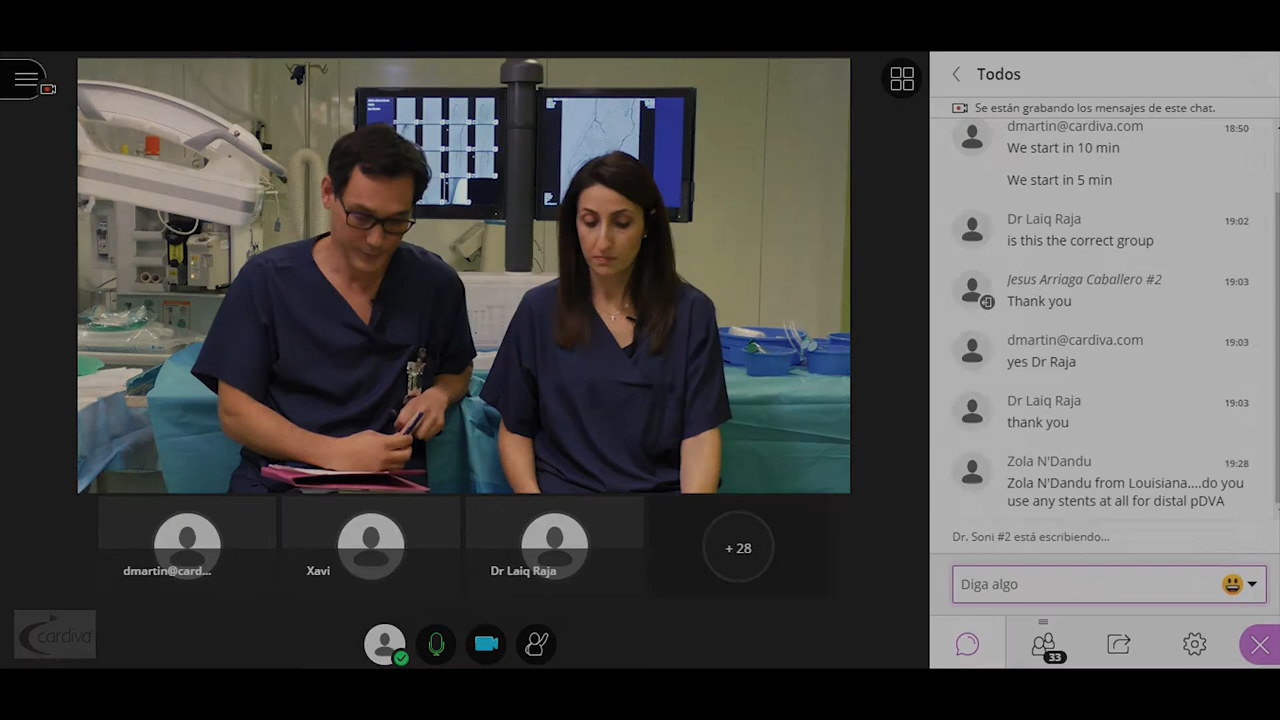 Todos
Se están grabando los mensajes de este chat.
dmartin@cardiva.com
18:50
We start in 10 min
We start in 5 min
Dr Laiq Raja
19:02
is this the correct group
Jesus Arriaga Caballero #2
19:03
Thank you
dmartin@cardiva.com
19:03
yes Dr Raja
Dr Laiq Raja
19:03
thank you
Zola N'Dandu
19:28
Zola N'Dandu from Louisiana....do you
use any stents at all for distal pDVA
Dr. Soni #2 está escribiendo...
Diga algo
33
dmartin@card...
Xavi
Dr Laiq Raja
+ 28
cardiva